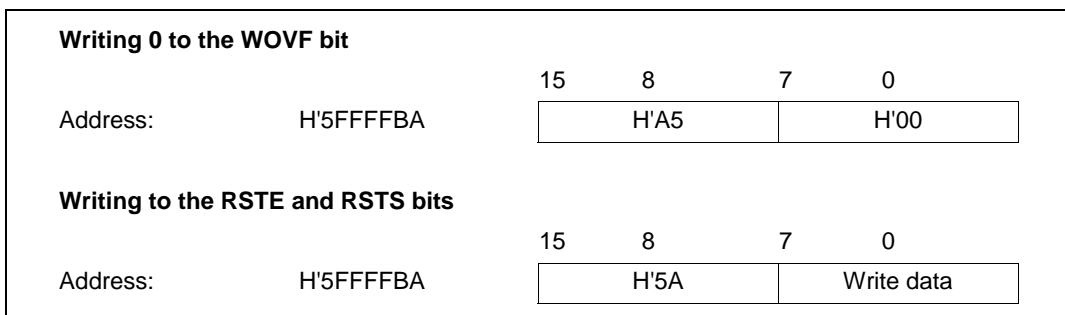 Writing 0 to the WOVF bit
15 8 7 0
Address: H'5FFFFBA H'A5 H'00
Writing to the RSTE and RSTS bits
15 8 7 0
Address: H'5FFFFBA H'5A Write data